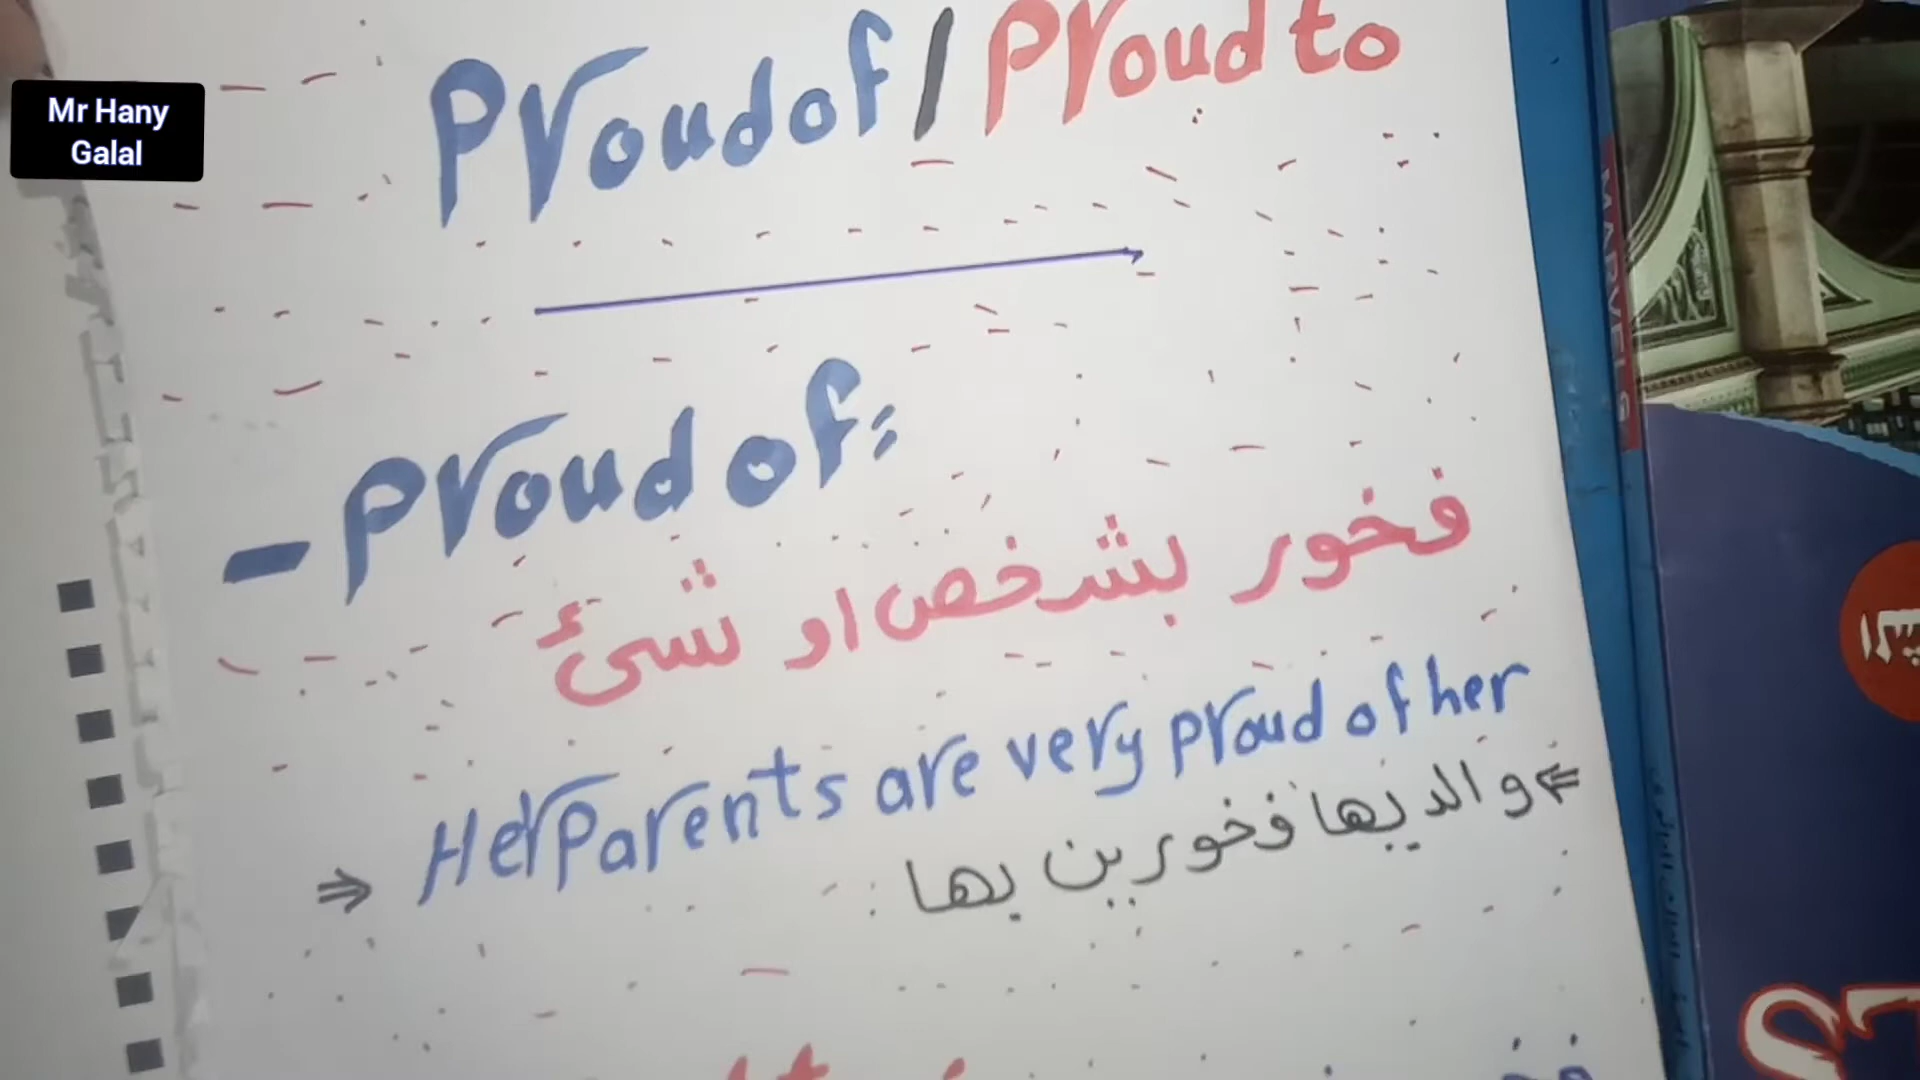 Mr Hany
Galal
Proud of / Proud to
- Proud of:
فخور بشخص او شئ
⇒ Her Parents are very proud of her
⇐ والديها فخورين بها
MARVELS